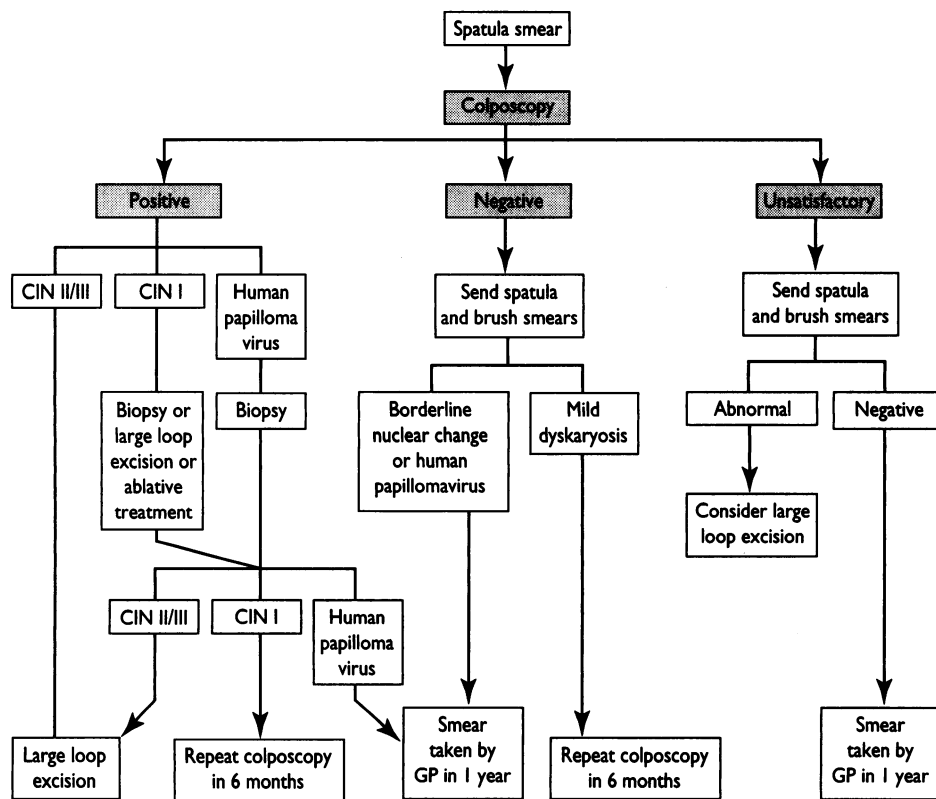 Spatula smear
Colposcopy
Positive
Negative
Unsatisfactory
CIN II/III
CIN I
Human
papilloma
virus
Send spatula
and brush smears
Send spatula
and brush smears
Biopsy or
large loop
excision or
ablative
treatment
Biopsy
Borderline
nuclear change
or human
papillomavirus
Mild
dyskaryosis
Abnormal
Negative
Consider large
loop excision
CIN II/III
CIN I
Human
papilloma
virus
Large loop
excision
Repeat colposcopy
in 6 months
Smear
taken by
GP in 1 year
Repeat colposcopy
in 6 months
Smear
taken by
GP in 1 year